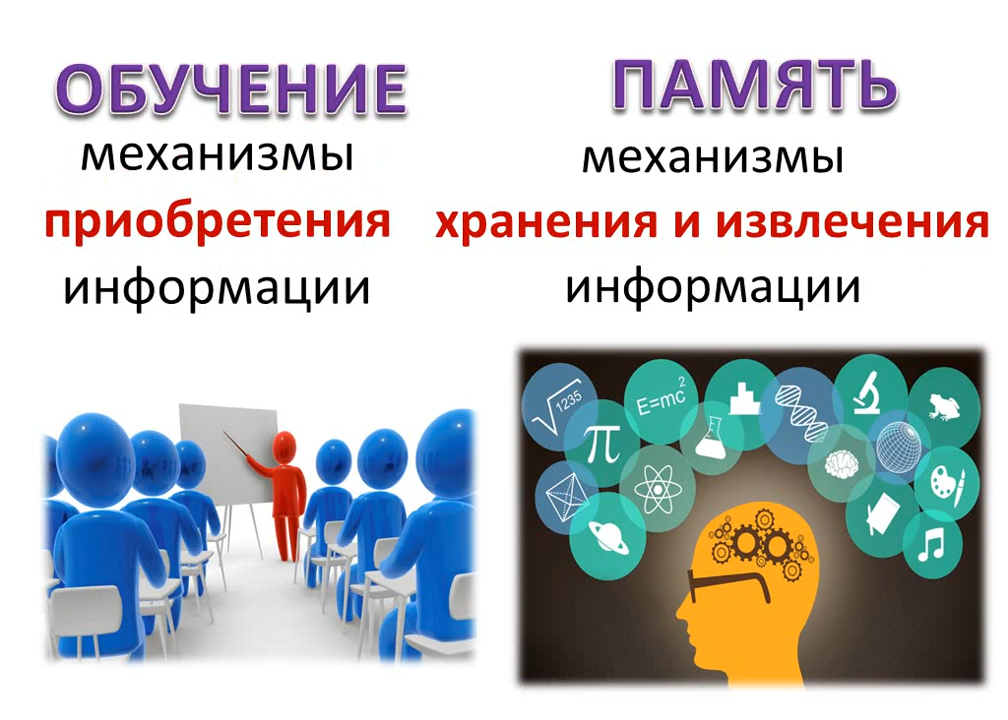 ОБУЧЕНИЕ
механизмы
приобретения
информации
ПАМЯТЬ
механизмы
хранения и извлечения
информации
√1235
π
E=mc²